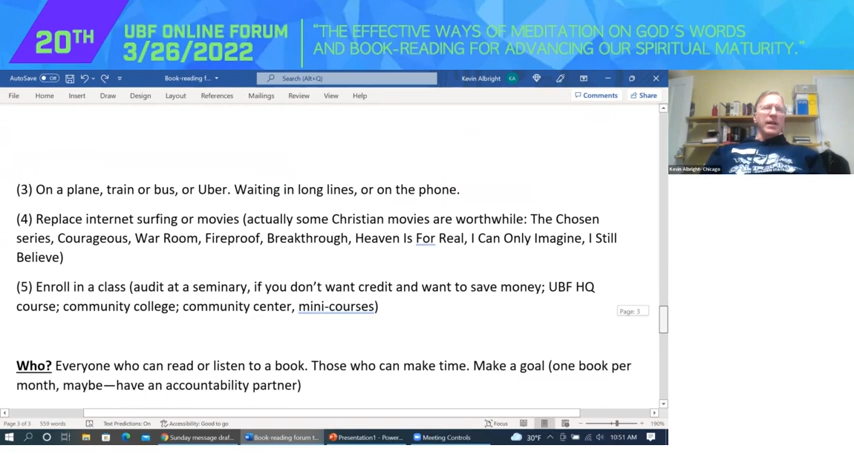 20TH
UBF ONLINE FORUM
3/26/2022
“THE EFFECTIVE WAYS OF MEDITATION ON GOD’S WORDS
AND BOOK-READING FOR ADVANCING OUR SPIRITUAL MATURITY.”
AutoSave Off Book-reading f... Search (Alt+Q) Kevin Albright KA
File Home Insert Draw Design Layout References Mailings Review View Help Comments Share
Kevin Albright- Chicago
(3) On a plane, train or bus, or Uber. Waiting in long lines, or on the phone.
(4) Replace internet surfing or movies (actually some Christian movies are worthwhile: The Chosen
series, Courageous, War Room, Fireproof, Breakthrough, Heaven Is For Real, I Can Only Imagine, I Still
Believe)
(5) Enroll in a class (audit at a seminary, if you don’t want credit and want to save money; UBF HQ
course; community college; community center, mini-courses)
Page: 3
Who? Everyone who can read or listen to a book. Those who can make time. Make a goal (one book per
month, maybe—have an accountability partner)
Page 3 of 3 559 words Text Predictions: On Accessibility: Good to go Focus 190%
Sunday message draf... Book-reading forum t... Presentation1 - Power... Meeting Controls 30°F 10:51 AM